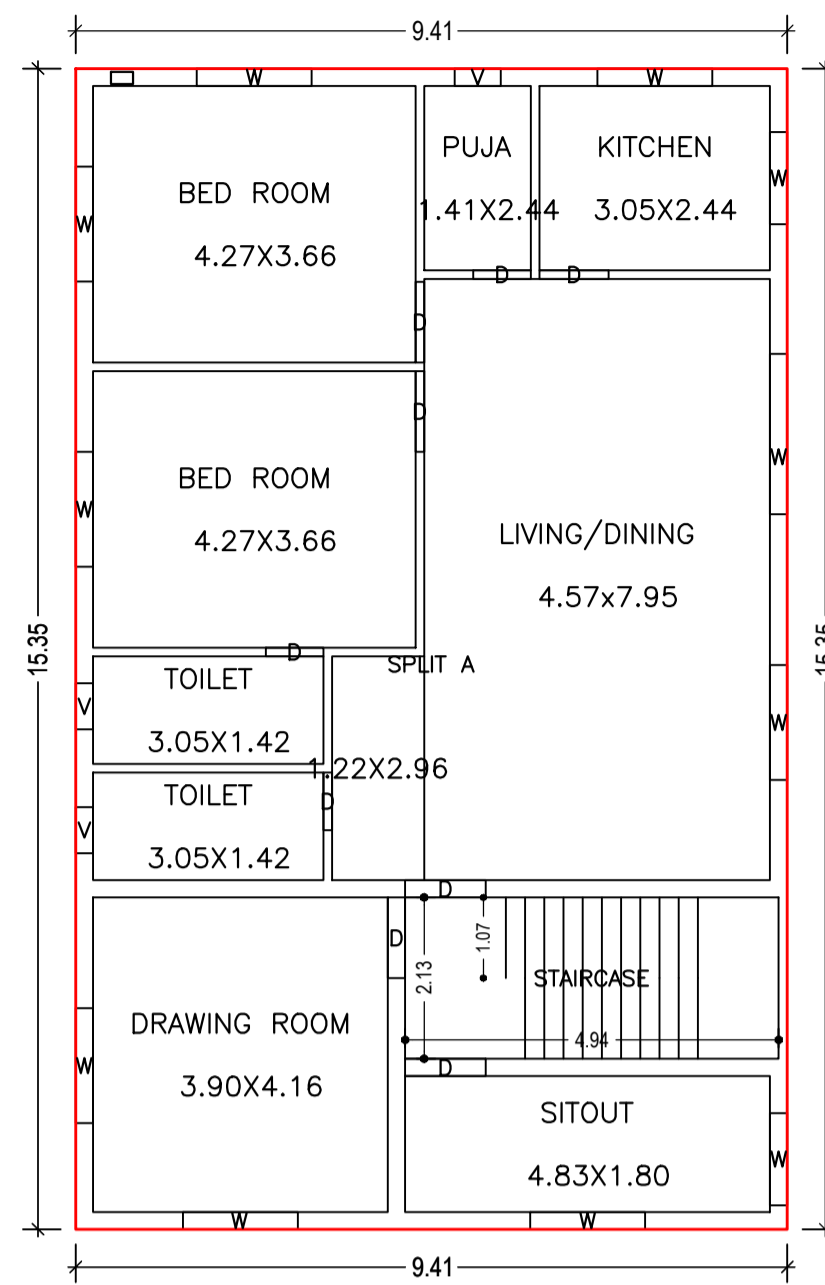 9.41
W V W
BED ROOM
4.27X3.66
PUJA
1.41X2.44
KITCHEN
3.05X2.44
W
W
D D
D
D
BED ROOM
4.27X3.66
W
W
LIVING/DINING
4.57x7.95
15.35
15.35
D
SPLIT A
1.22X2.96
TOILET
3.05X1.42
V
W
TOILET
3.05X1.42
V
D
D
D
2.13
1.07
STAIRCASE
4.94
DRAWING ROOM
3.90X4.16
W
D
SITOUT
4.83X1.80
W
W W
9.41